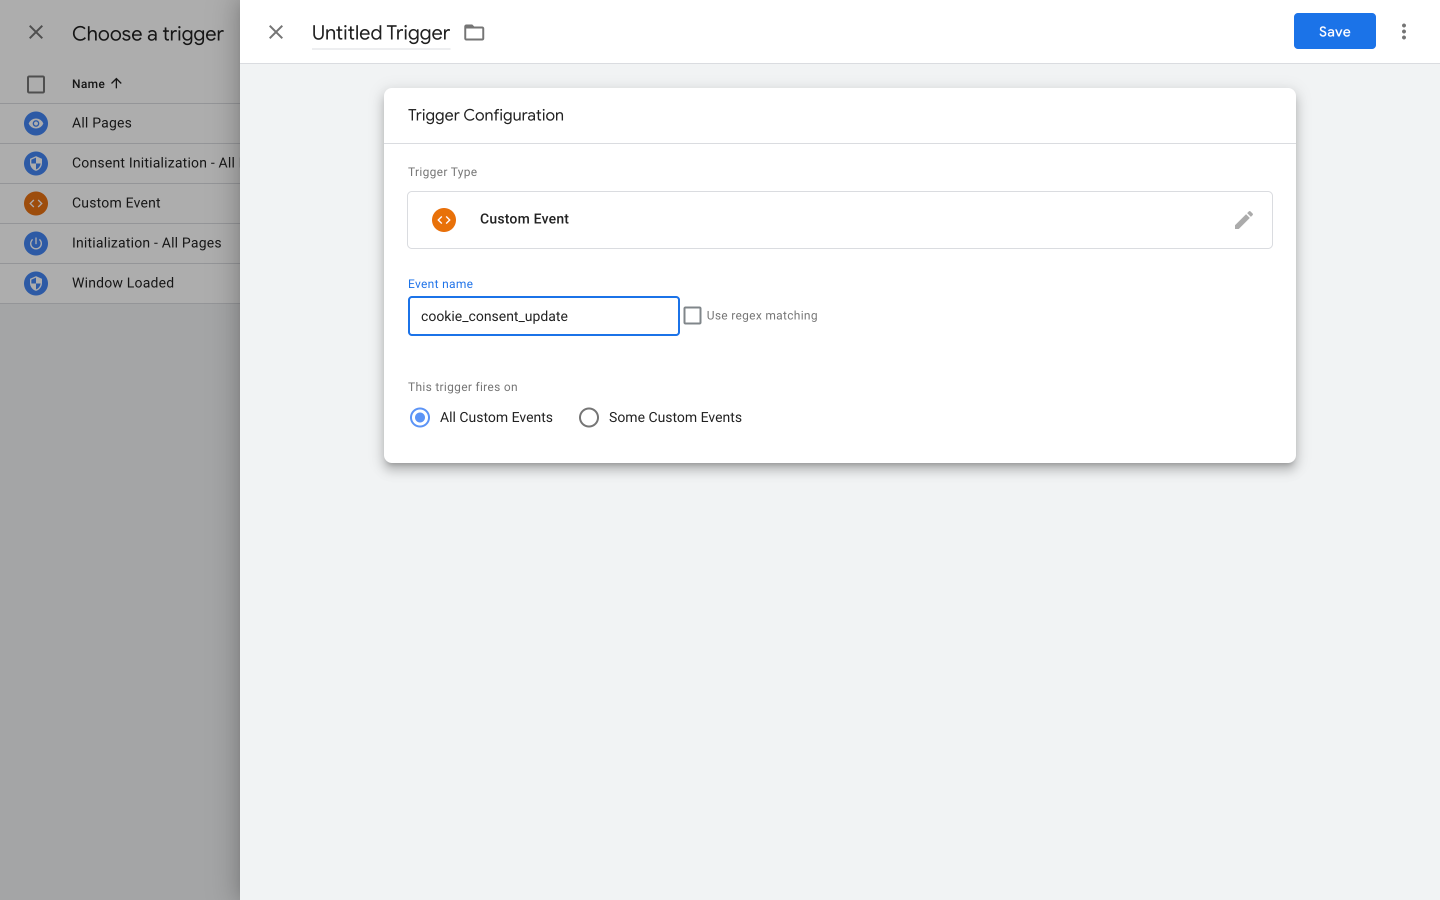 Choose a trigger
Name
All Pages
Consent Initialization - All
Custom Event
Initialization - All Pages
Window Loaded
Untitled Trigger
Save
Trigger Configuration
Trigger Type
Custom Event
Event name
cookie_consent_update
Use regex matching
This trigger fires on
All Custom Events
Some Custom Events